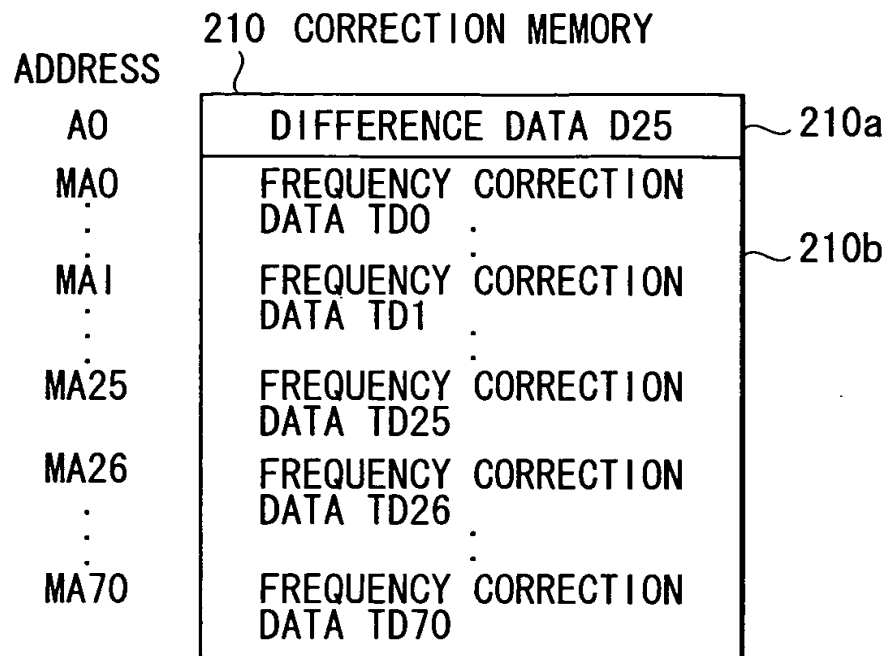 210 CORRECTION MEMORY
ADDRESS
A0 DIFFERENCE DATA D25 210a
MA0 FREQUENCY CORRECTION
DATA TD0
210b
MA1 FREQUENCY CORRECTION
DATA TD1
MA25 FREQUENCY CORRECTION
DATA TD25
MA26 FREQUENCY CORRECTION
DATA TD26
MA70 FREQUENCY CORRECTION
DATA TD70